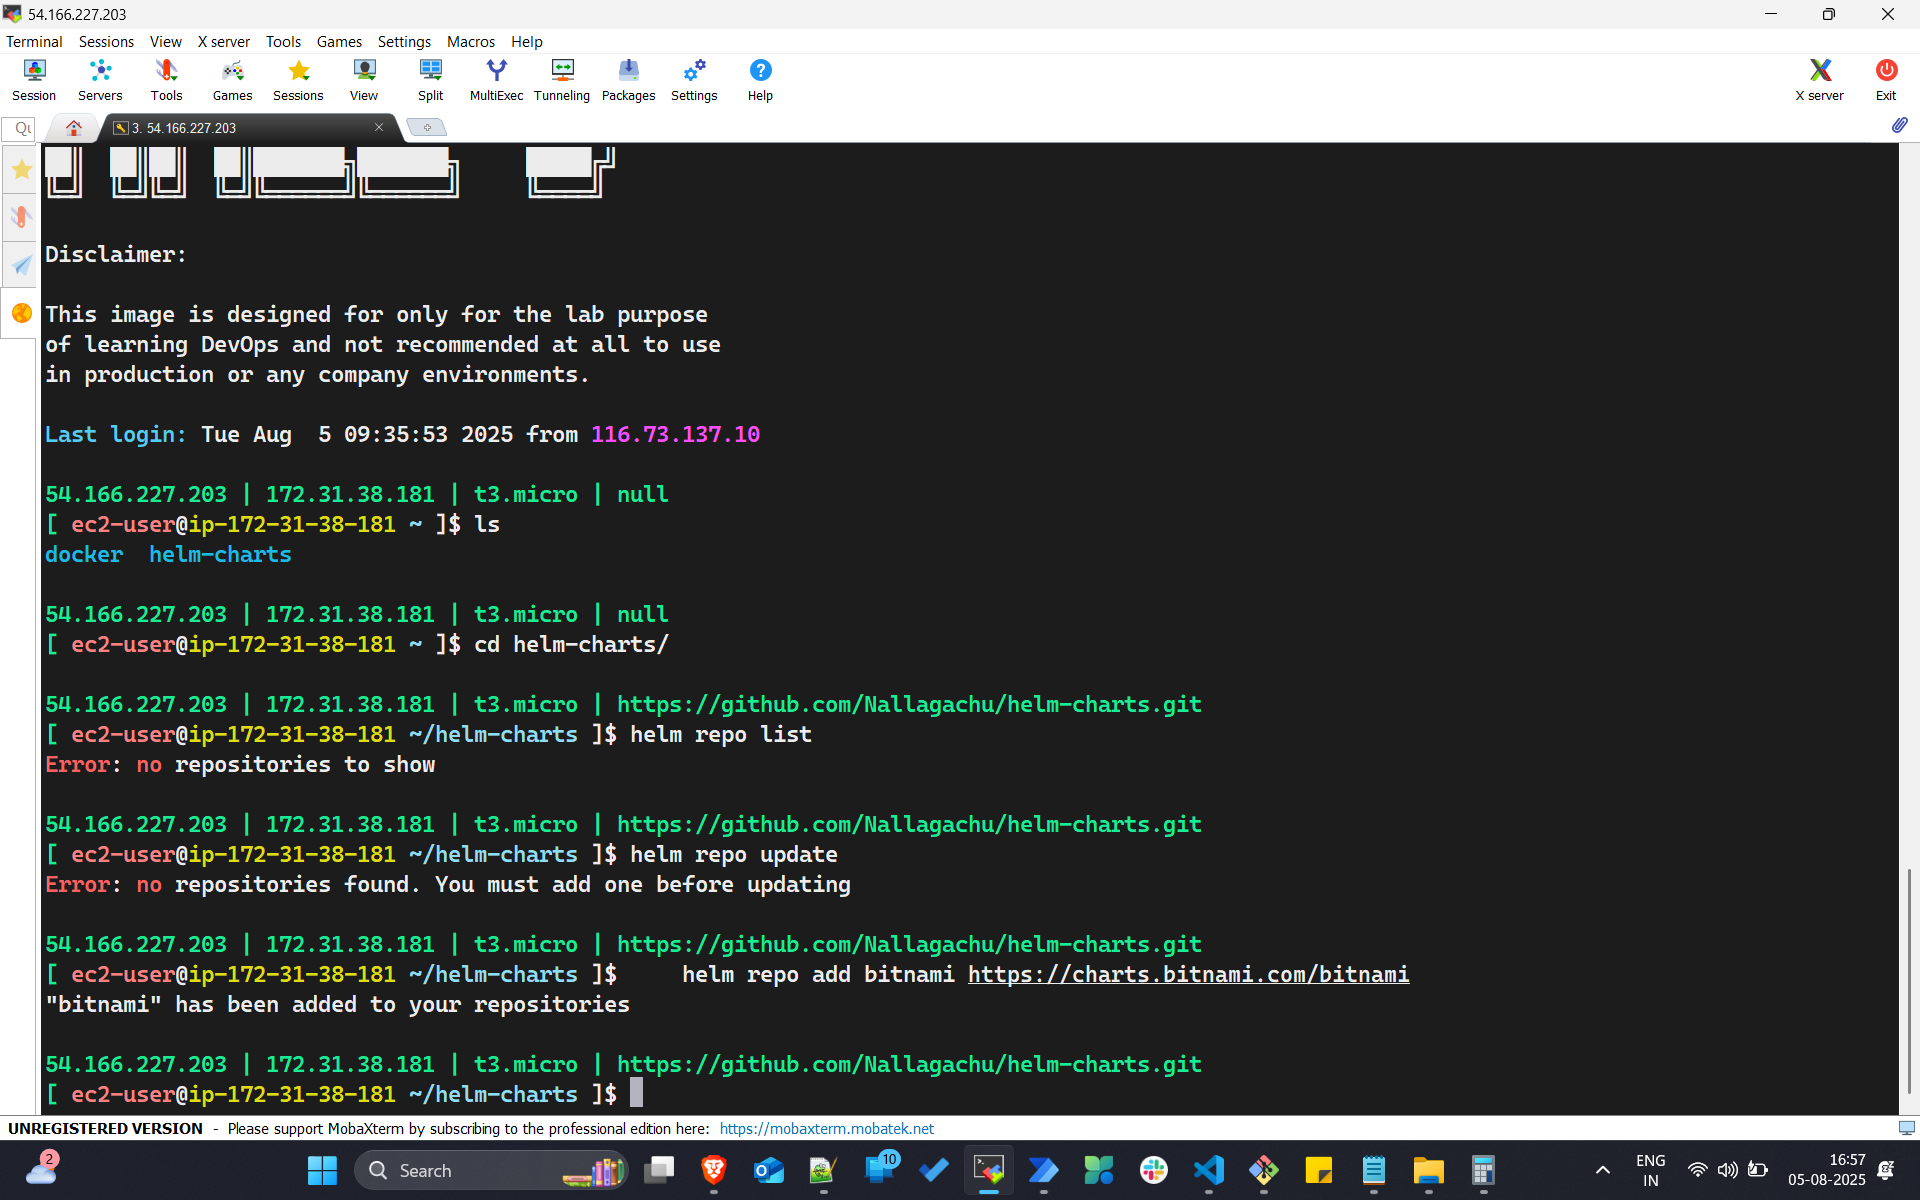 54.166.227.203
Terminal Sessions View X server Tools Games Settings Macros Help
Session Servers Tools Games Sessions View Split MultiExec Tunneling Packages Settings Help X server Exit
3. 54.166.227.203
Disclaimer:
This image is designed for only for the lab purpose
of learning DevOps and not recommended at all to use
in production or any company environments.
Last login: Tue Aug  5 09:35:53 2025 from 116.73.137.10
54.166.227.203 | 172.31.38.181 | t3.micro | null
[ ec2-user@ip-172-31-38-181 ~ ]$ ls
docker  helm-charts
54.166.227.203 | 172.31.38.181 | t3.micro | null
[ ec2-user@ip-172-31-38-181 ~ ]$ cd helm-charts/
54.166.227.203 | 172.31.38.181 | t3.micro | https://github.com/Nallagachu/helm-charts.git
[ ec2-user@ip-172-31-38-181 ~/helm-charts ]$ helm repo list
Error: no repositories to show
54.166.227.203 | 172.31.38.181 | t3.micro | https://github.com/Nallagachu/helm-charts.git
[ ec2-user@ip-172-31-38-181 ~/helm-charts ]$ helm repo update
Error: no repositories found. You must add one before updating
54.166.227.203 | 172.31.38.181 | t3.micro | https://github.com/Nallagachu/helm-charts.git
[ ec2-user@ip-172-31-38-181 ~/helm-charts ]$     helm repo add bitnami https://charts.bitnami.com/bitnami
"bitnami" has been added to your repositories
54.166.227.203 | 172.31.38.181 | t3.micro | https://github.com/Nallagachu/helm-charts.git
[ ec2-user@ip-172-31-38-181 ~/helm-charts ]$
UNREGISTERED VERSION - Please support MobaXterm by subscribing to the professional edition here: https://mobaxterm.mobatek.net
2
Search
10
ENG
IN
16:57
05-08-2025